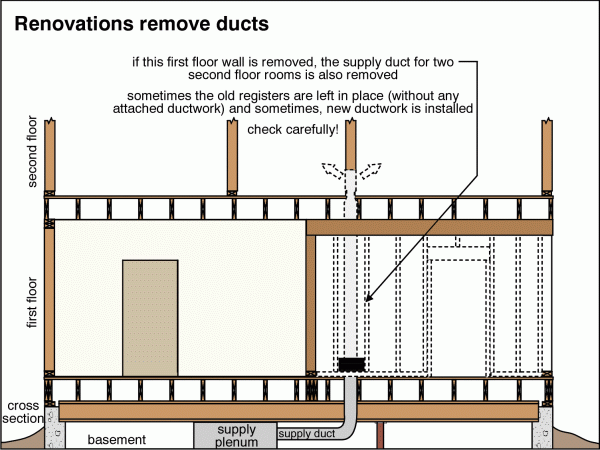 Renovations remove ducts
if this first floor wall is removed, the supply duct for two
second floor rooms is also removed
sometimes the old registers are left in place (without any
attached ductwork) and sometimes, new ductwork is installed
check carefully!
second floor
first floor
cross
section
basement
supply
plenum
supply duct